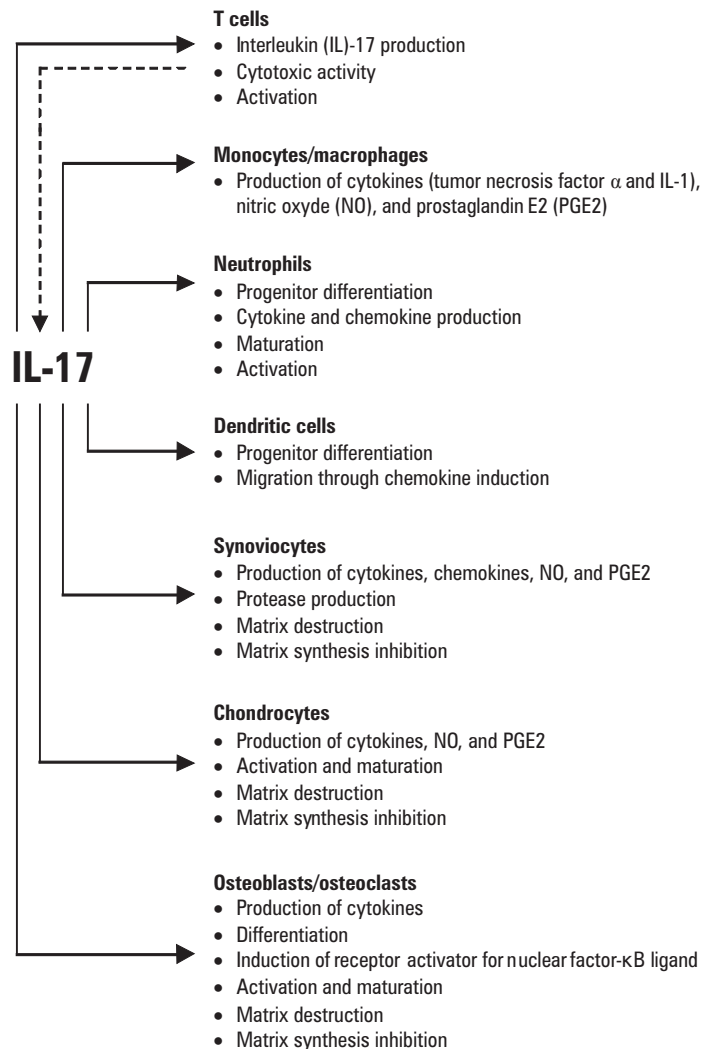 T cells
• Interleukin (IL)-17 production
• Cytotoxic activity
• Activation
Monocytes/macrophages
• Production of cytokines (tumor necrosis factor α and IL-1),
nitric oxyde (NO), and prostaglandin E2 (PGE2)
Neutrophils
• Progenitor differentiation
• Cytokine and chemokine production
• Maturation
• Activation
IL-17
Dendritic cells
• Progenitor differentiation
• Migration through chemokine induction
Synoviocytes
• Production of cytokines, chemokines, NO, and PGE2
• Protease production
• Matrix destruction
• Matrix synthesis inhibition
Chondrocytes
• Production of cytokines, NO, and PGE2
• Activation and maturation
• Matrix destruction
• Matrix synthesis inhibition
Osteoblasts/osteoclasts
• Production of cytokines
• Differentiation
• Induction of receptor activator for nuclear factor-κB ligand
• Activation and maturation
• Matrix destruction
• Matrix synthesis inhibition